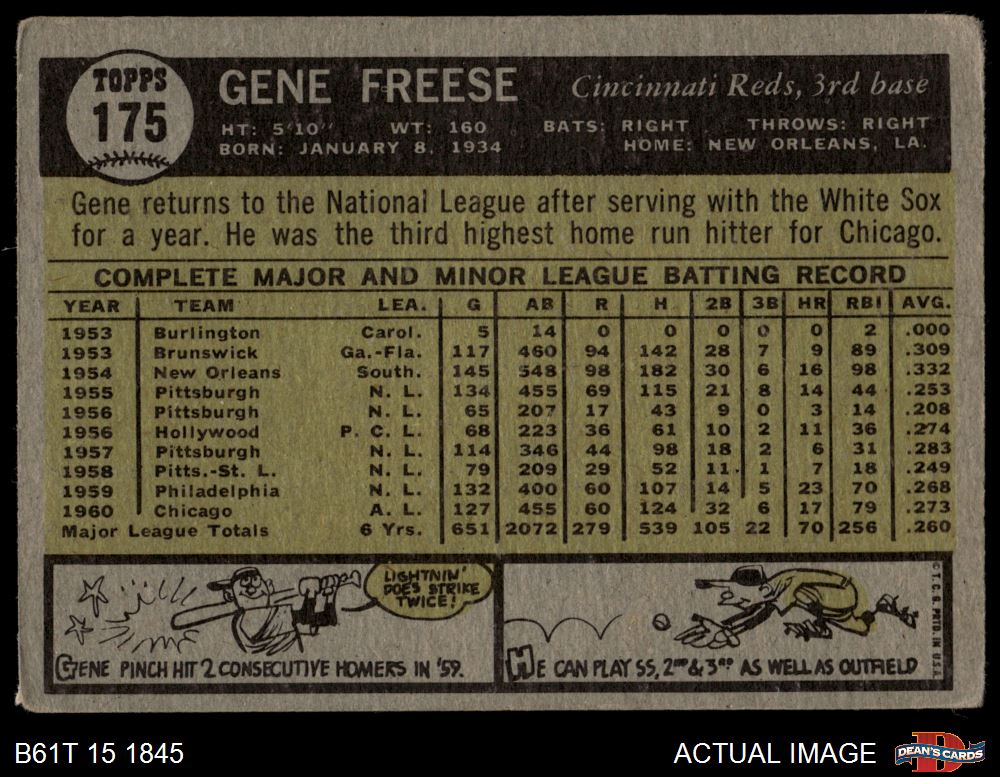 TOPPS
175
GENE FREESE
Cincinnati Reds, 3rd base
HT: 5'10" WT: 160 BATS: RIGHT THROWS: RIGHT
BORN: JANUARY 8, 1934 HOME: NEW ORLEANS, LA.
Gene returns to the National League after serving with the White Sox
for a year. He was the third highest home run hitter for Chicago.
COMPLETE MAJOR AND MINOR LEAGUE BATTING RECORD
YEAR TEAM LEA. G AB R H 2B 3B HR RBI AVG.
1953 Burlington Carol. 5 14 0 0 0 0 0 2 .000
1953 Brunswick Ga.-Fla. 117 460 94 142 28 7 9 89 .309
1954 New Orleans South. 145 548 98 182 30 6 16 98 .332
1955 Pittsburgh N. L. 134 455 69 115 21 8 14 44 .253
1956 Pittsburgh N. L. 65 207 17 43 9 0 3 14 .208
1956 Hollywood P. C. L. 68 223 36 61 10 2 11 36 .274
1957 Pittsburgh N. L. 114 346 44 98 18 2 6 31 .283
1958 Pitts.-St. L. N. L. 79 209 29 52 11 1 7 18 .249
1959 Philadelphia N. L. 132 400 60 107 14 5 23 70 .268
1960 Chicago A. L. 127 455 60 124 32 6 17 79 .273
Major League Totals 6 Yrs. 651 2072 279 539 105 22 70 256 .260
LIGHTNIN'
DOES STRIKE
TWICE!
GENE PINCH HIT 2 CONSECUTIVE HOMERS IN '59.
HE CAN PLAY SS, 2ND & 3RD AS WELL AS OUTFIELD
© T. C. G. PRTD. IN U.S.A.
B61T 15 1845
ACTUAL IMAGE
DEAN'S CARDS